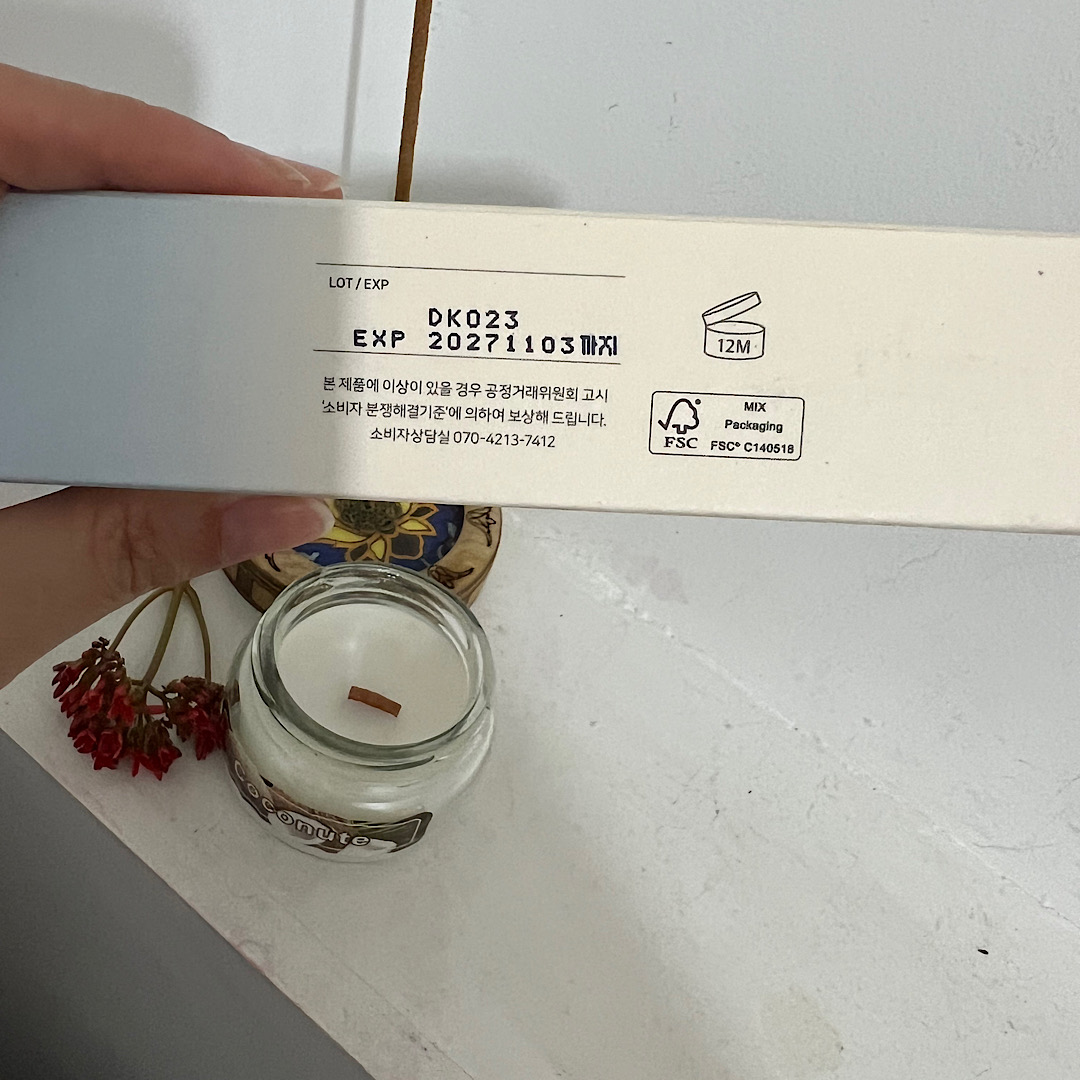 LOT / EXP
DK023
EXP 20271103까지
본 제품에 이상이 있을 경우 공정거래위원회 고시
'소비자 분쟁해결기준'에 의하여 보상해 드립니다.
소비자상담실 070-4213-7412
12M
MIX
Packaging
FSC FSC® C140518
Coconute